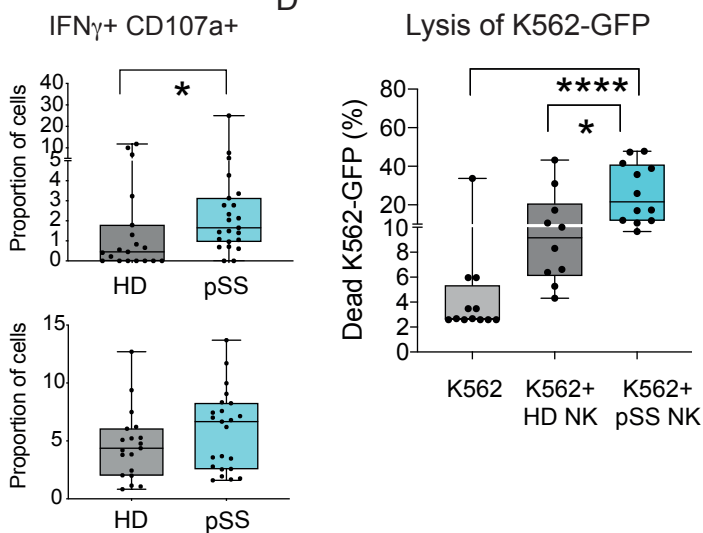 D
IFNγ+ CD107a+
Proportion of cells
40
30
20
10
5
4
3
2
1
0
*
HD
pSS
Proportion of cells
15
10
5
0
HD
pSS
Lysis of K562-GFP
Dead K562-GFP (%)
80
60
40
20
10
8
6
4
2
0
****
*
K562
K562+
HD NK
K562+
pSS NK